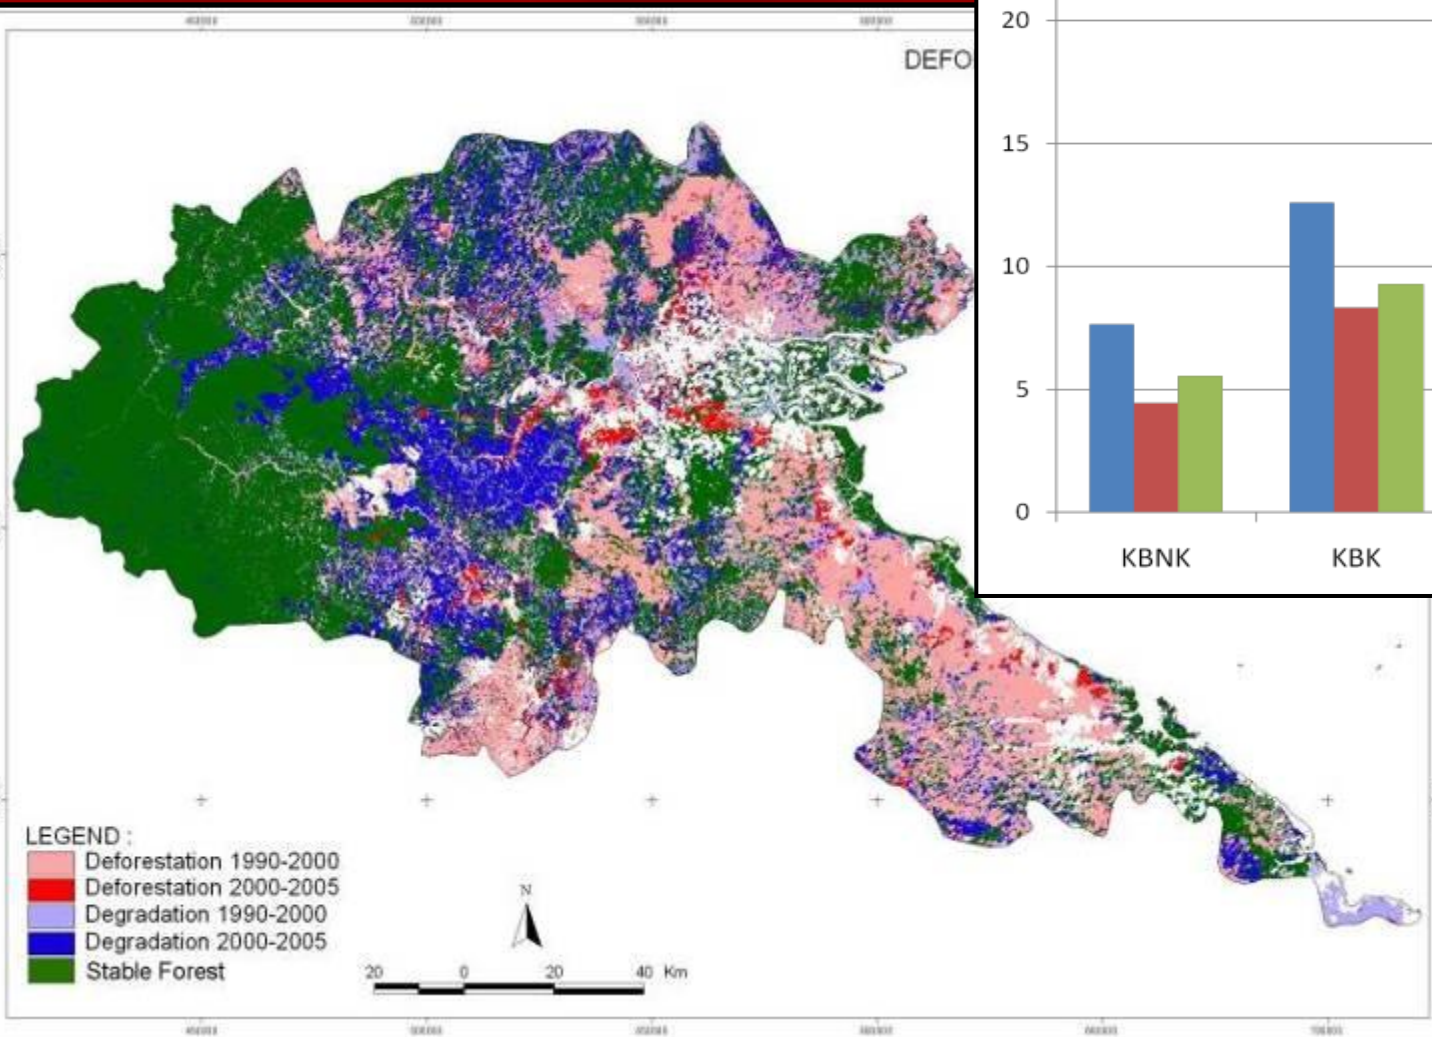 DEFO
20
15
10
5
0
KBNK KBK
LEGEND :
Deforestation 1990-2000
Deforestation 2000-2005
Degradation 1990-2000
Degradation 2000-2005
Stable Forest
N
20 0 20 40 Km